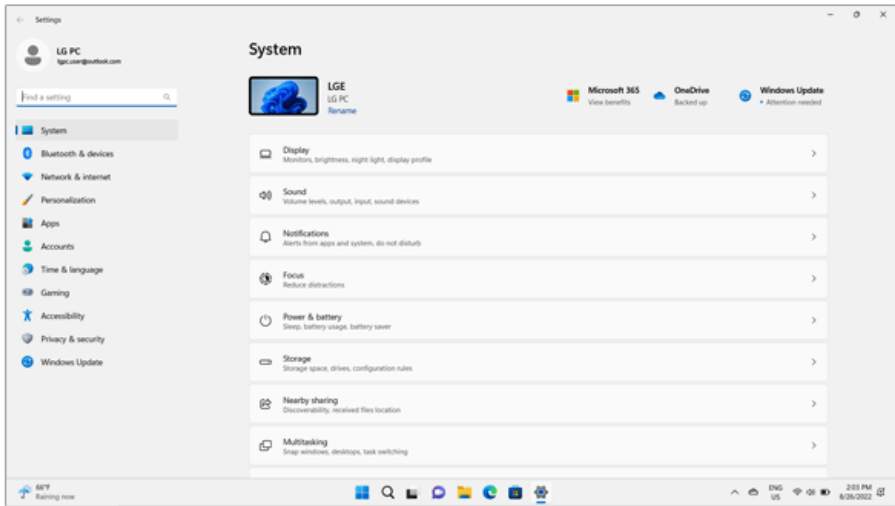 Settings
LG PC
lgpc.user@outlook.com
Find a setting
System
Bluetooth & devices
Network & internet
Personalization
Apps
Accounts
Time & language
Gaming
Accessibility
Privacy & security
Windows Update
System
LGE
LG PC
Rename
Microsoft 365
View benefits
OneDrive
Backed up
Windows Update
• Attention needed
Display
Monitors, brightness, night light, display profile
Sound
Volume levels, output, input, sound devices
Notifications
Alerts from apps and system, do not disturb
Focus
Reduce distractions
Power & battery
Sleep, battery usage, battery saver
Storage
Storage space, drives, configuration rules
Nearby sharing
Discoverability, received files location
Multitasking
Snap windows, desktops, task switching
66°F
Raining now
ENG
US
2:03 PM
8/26/2022